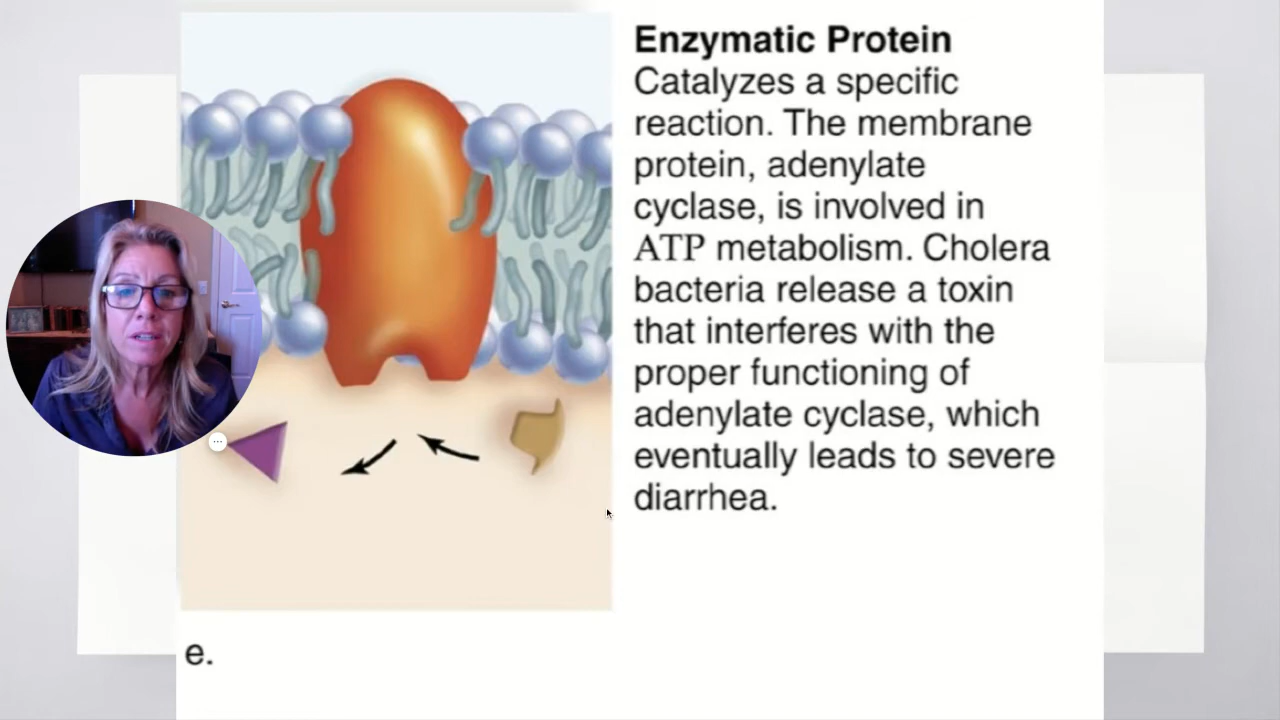 Enzymatic Protein
Catalyzes a specific
reaction. The membrane
protein, adenylate
cyclase, is involved in
ATP metabolism. Cholera
bacteria release a toxin
that interferes with the
proper functioning of
adenylate cyclase, which
eventually leads to severe
diarrhea.
e.